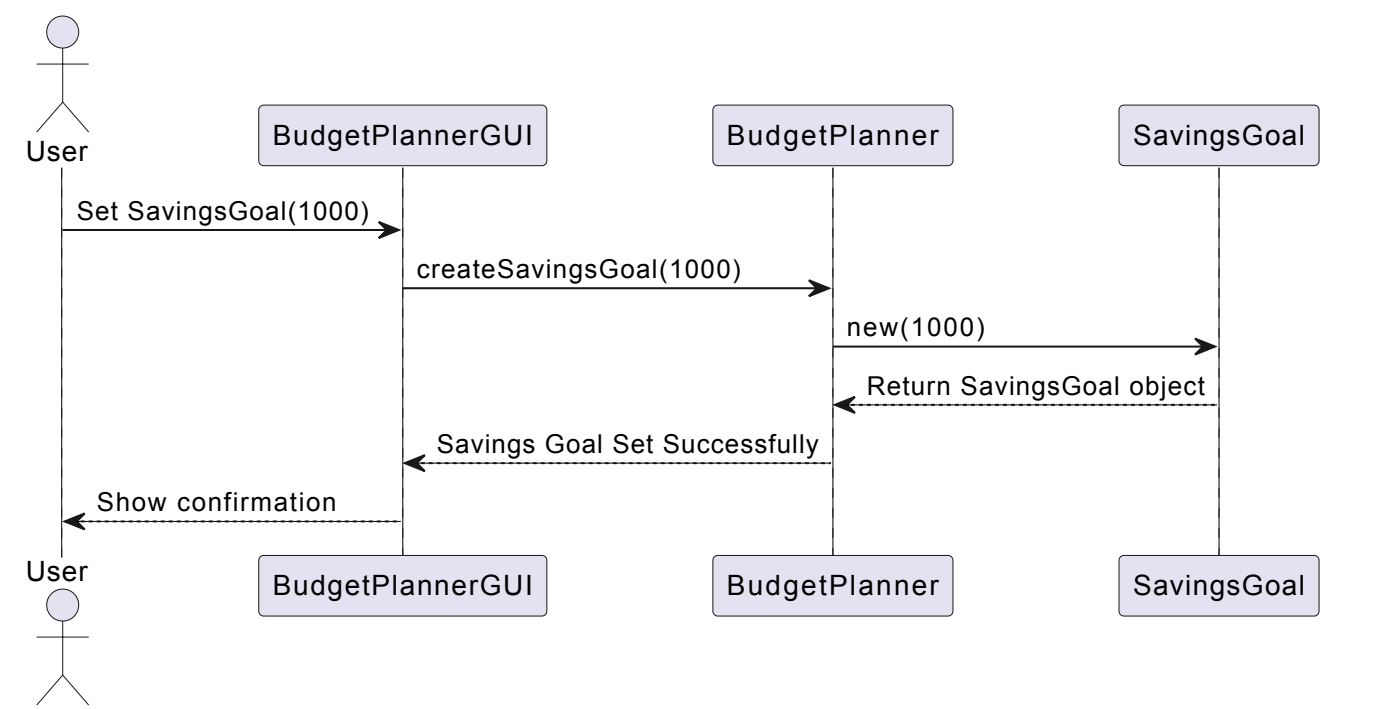 User
BudgetPlannerGUI
BudgetPlanner
SavingsGoal
Set SavingsGoal(1000)
createSavingsGoal(1000)
new(1000)
Return SavingsGoal object
Savings Goal Set Successfully
Show confirmation
User
BudgetPlannerGUI
BudgetPlanner
SavingsGoal